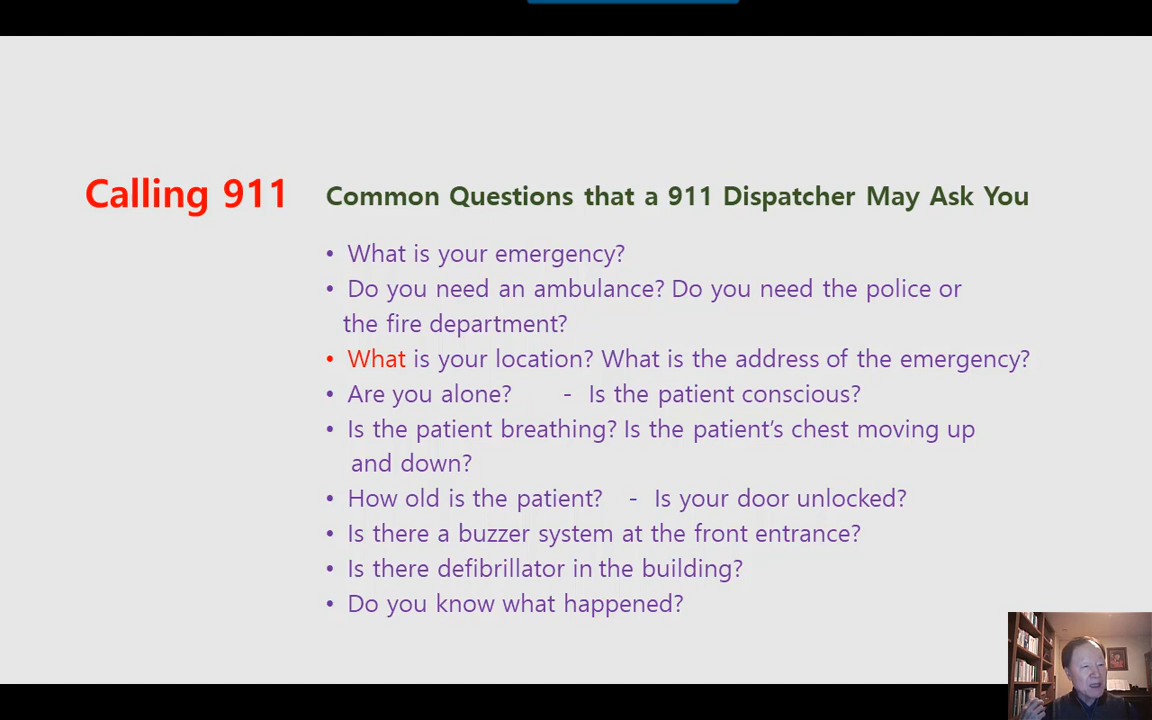 Calling 911
Common Questions that a 911 Dispatcher May Ask You
• What is your emergency?
• Do you need an ambulance? Do you need the police or
the fire department?
• What is your location? What is the address of the emergency?
• Are you alone? - Is the patient conscious?
• Is the patient breathing? Is the patient's chest moving up
and down?
• How old is the patient? - Is your door unlocked?
• Is there a buzzer system at the front entrance?
• Is there defibrillator in the building?
• Do you know what happened?